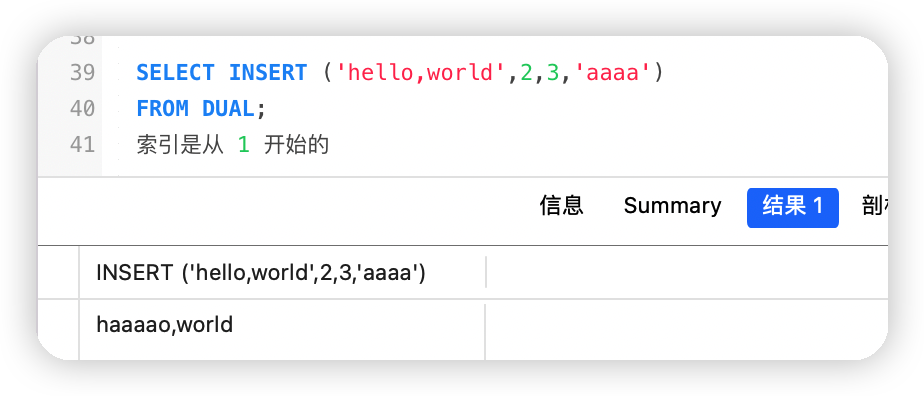 38
39 SELECT INSERT ('hello,world',2,3,'aaaa')
40 FROM DUAL;
41 索引是从 1 开始的
信息 Summary 结果 1 剖
INSERT ('hello,world',2,3,'aaaa')
haaaao,world